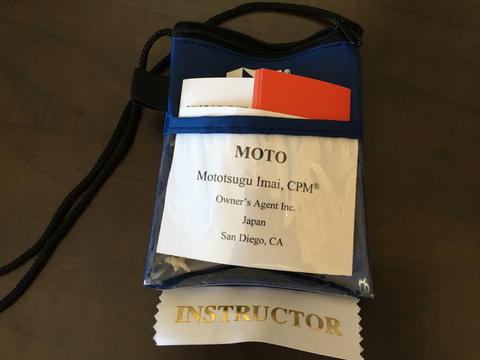 MOTO
Mototsugu Imai, CPM®
Owner's Agent Inc.
Japan
San Diego, CA
INSTRUCTOR